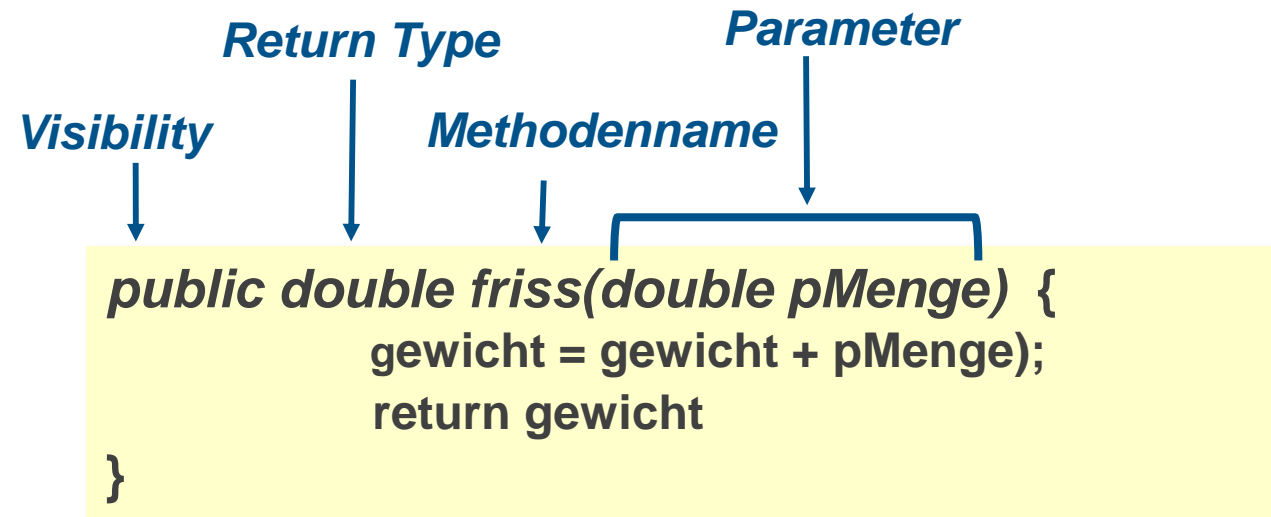 Return Type
Parameter
Visibility
Methodenname
public double friss(double pMenge) {
gewicht = gewicht + pMenge);
return gewicht
}